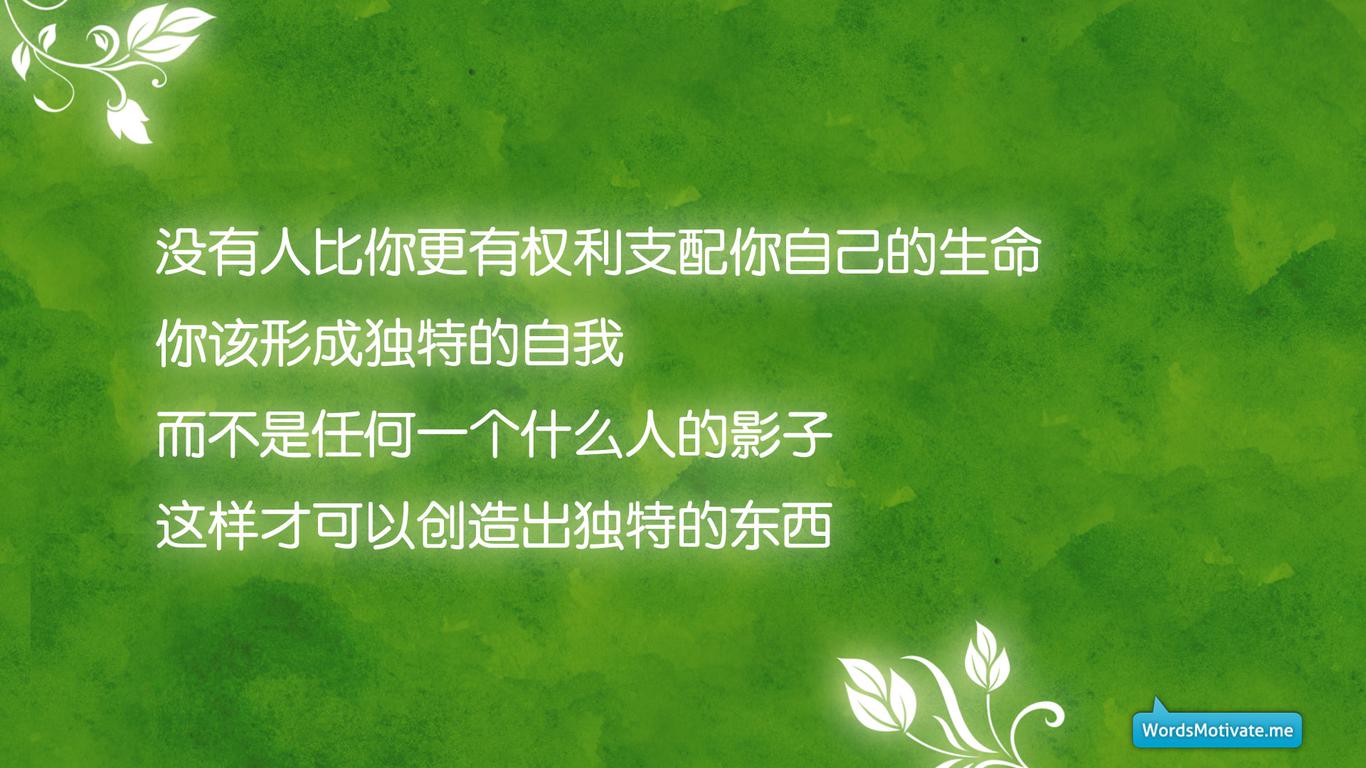 没有人比你更有权利支配你自己的生命
你该形成独特的自我
而不是任何一个什么人的影子
这样才可以创造出独特的东西
WordsMotivate.me